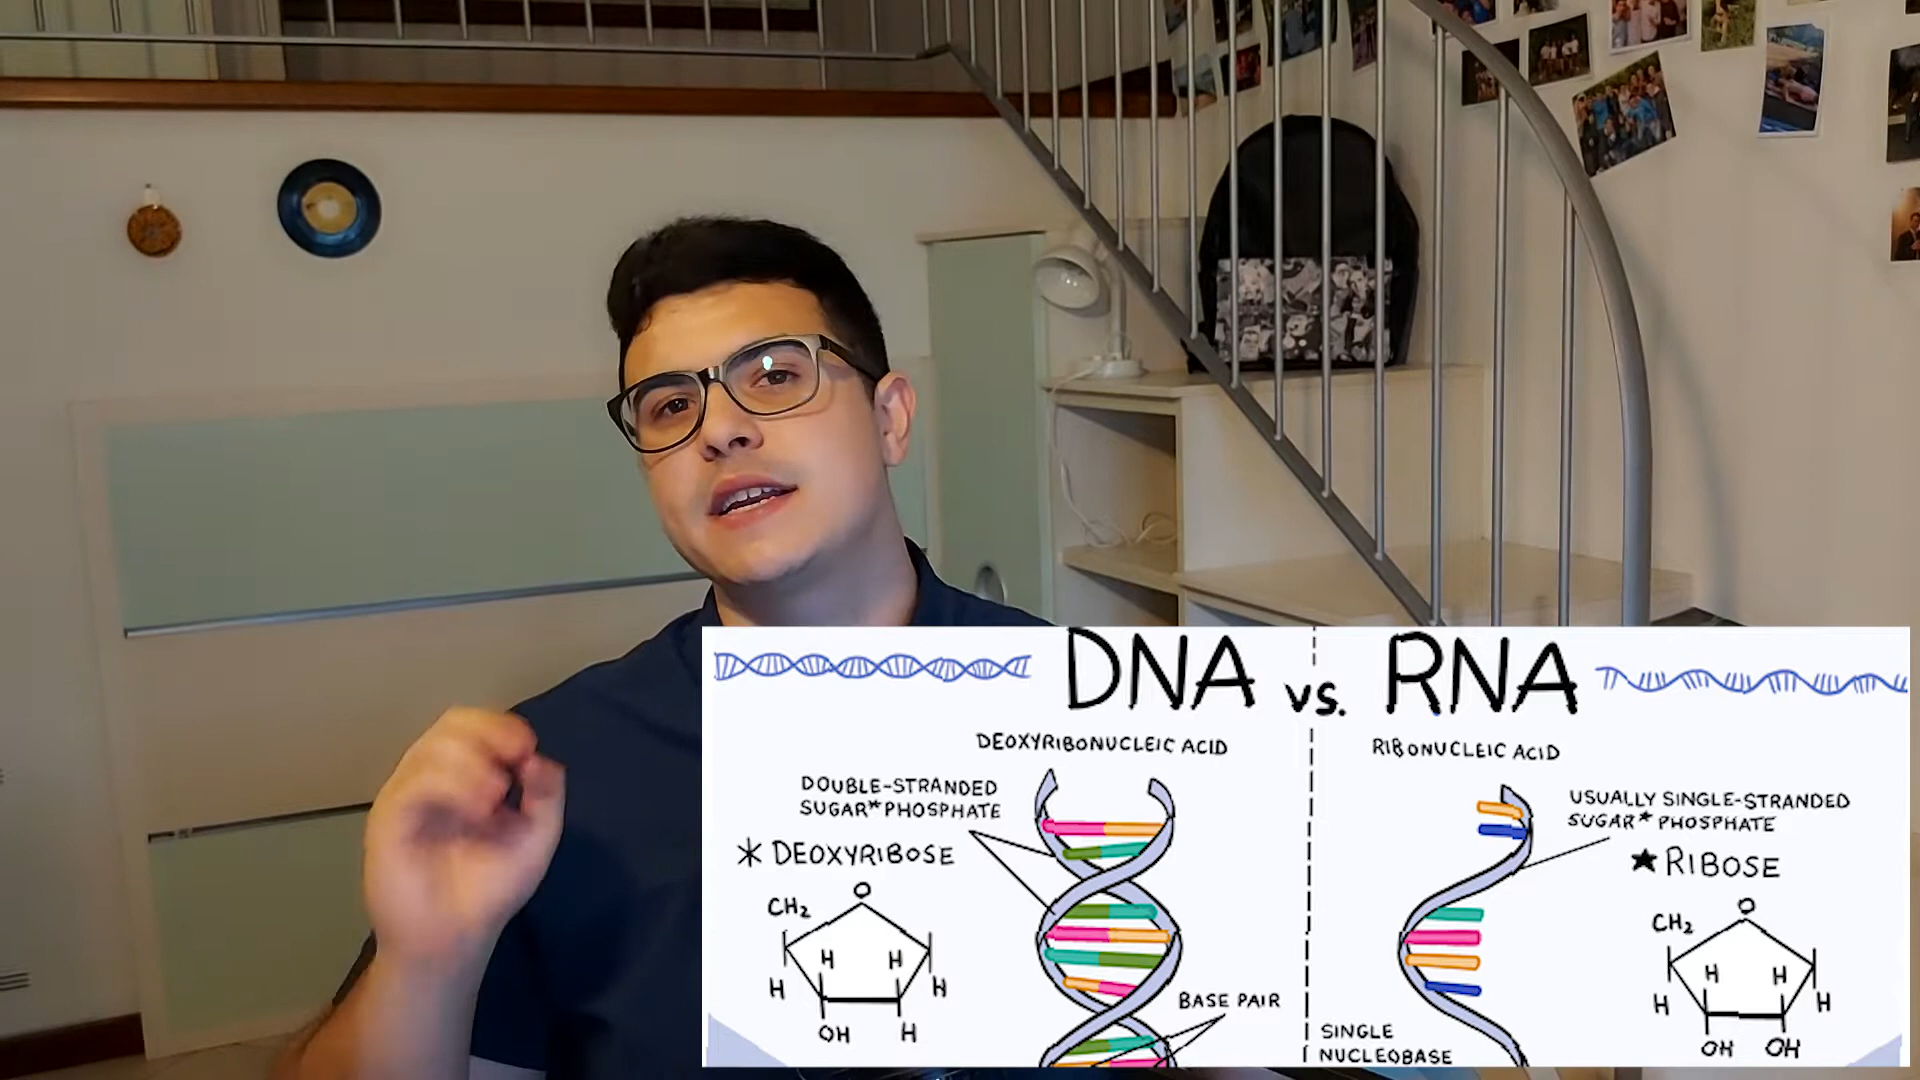 DNA vs. RNA
DEOXYRIBONUCLEIC ACID
DOUBLE-STRANDED
SUGAR* PHOSPHATE
* DEOXYRIBOSE
O
CH₂
H H
H H
OH H
BASE PAIR
RIBONUCLEIC ACID
USUALLY SINGLE-STRANDED
SUGAR* PHOSPHATE
★ RIBOSE
O
CH₂
H H
H H
OH OH
SINGLE
NUCLEOBASE